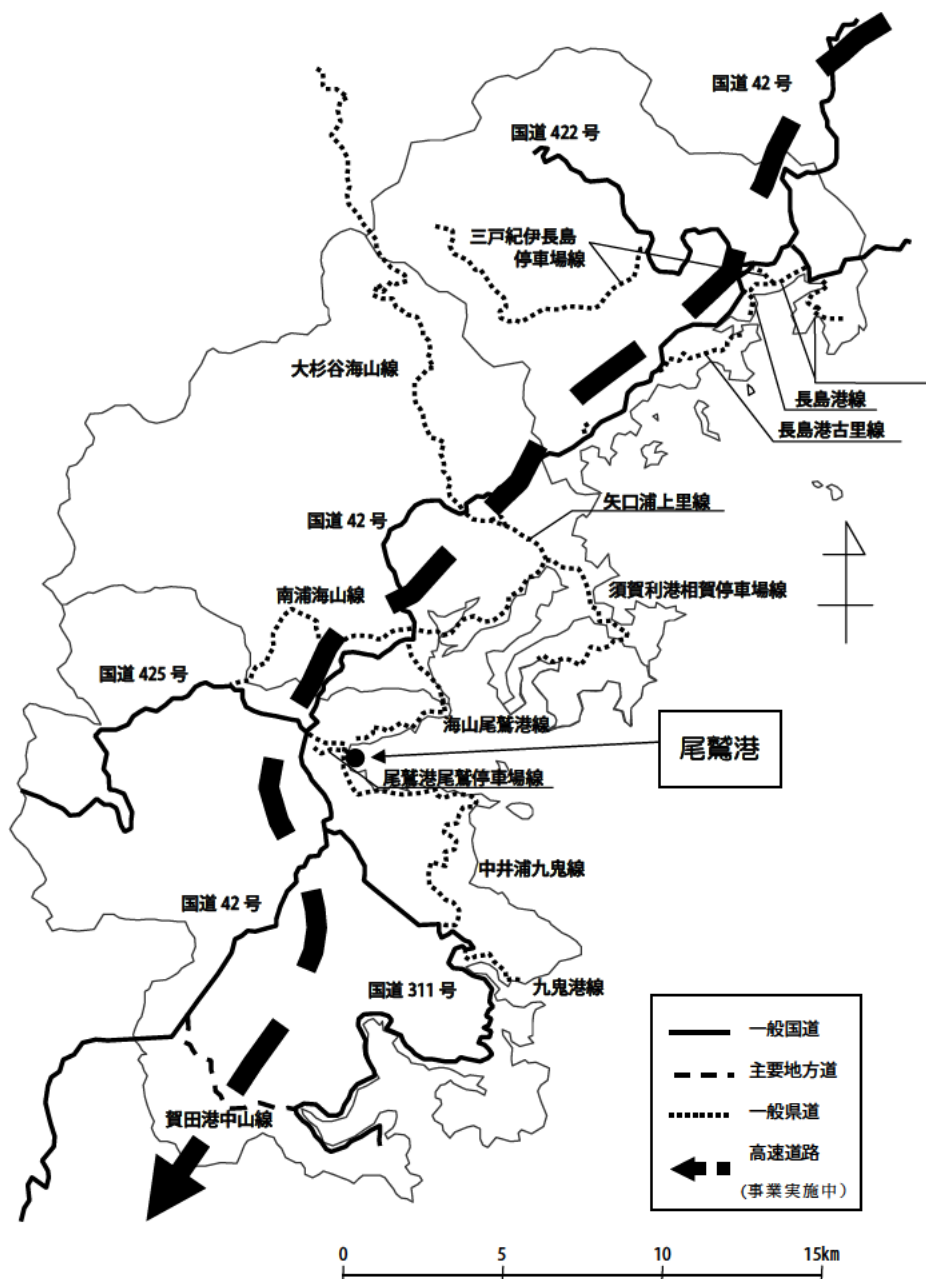 国道 42 号
国道 422 号
三戸紀伊長島
停車場線
大杉谷海山線
長島港線
長島港古里線
矢口浦上里線
国道 42 号
須賀利港相賀停車場線
南浦海山線
国道 425 号
海山尾鷲港線
尾鷲港
尾鷲港尾鷲停車場線
中井浦九鬼線
国道 42 号
九鬼港線
国道 311 号
賀田港中山線
一般国道
主要地方道
一般県道
高速道路
(事業実施中)
0 5 10 15km